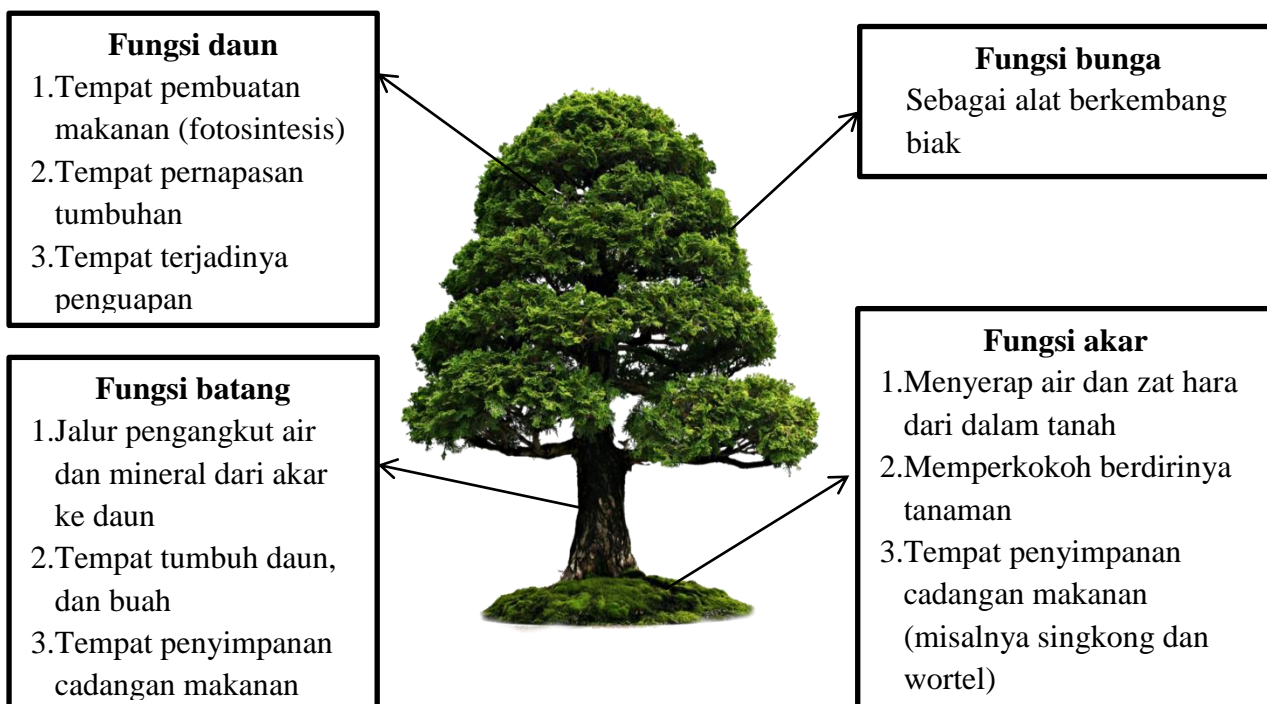 Fungsi daun
1.Tempat pembuatan
makanan (fotosintesis)
2.Tempat pernapasan
tumbuhan
3.Tempat terjadinya
penguapan
Fungsi bunga
Sebagai alat berkembang
biak
Fungsi batang
1.Jalur pengangkut air
dan mineral dari akar
ke daun
2.Tempat tumbuh daun,
dan buah
3.Tempat penyimpanan
cadangan makanan
Fungsi akar
1.Menyerap air dan zat hara
dari dalam tanah
2.Memperkokoh berdirinya
tanaman
3.Tempat penyimpanan
cadangan makanan
(misalnya singkong dan
wortel)